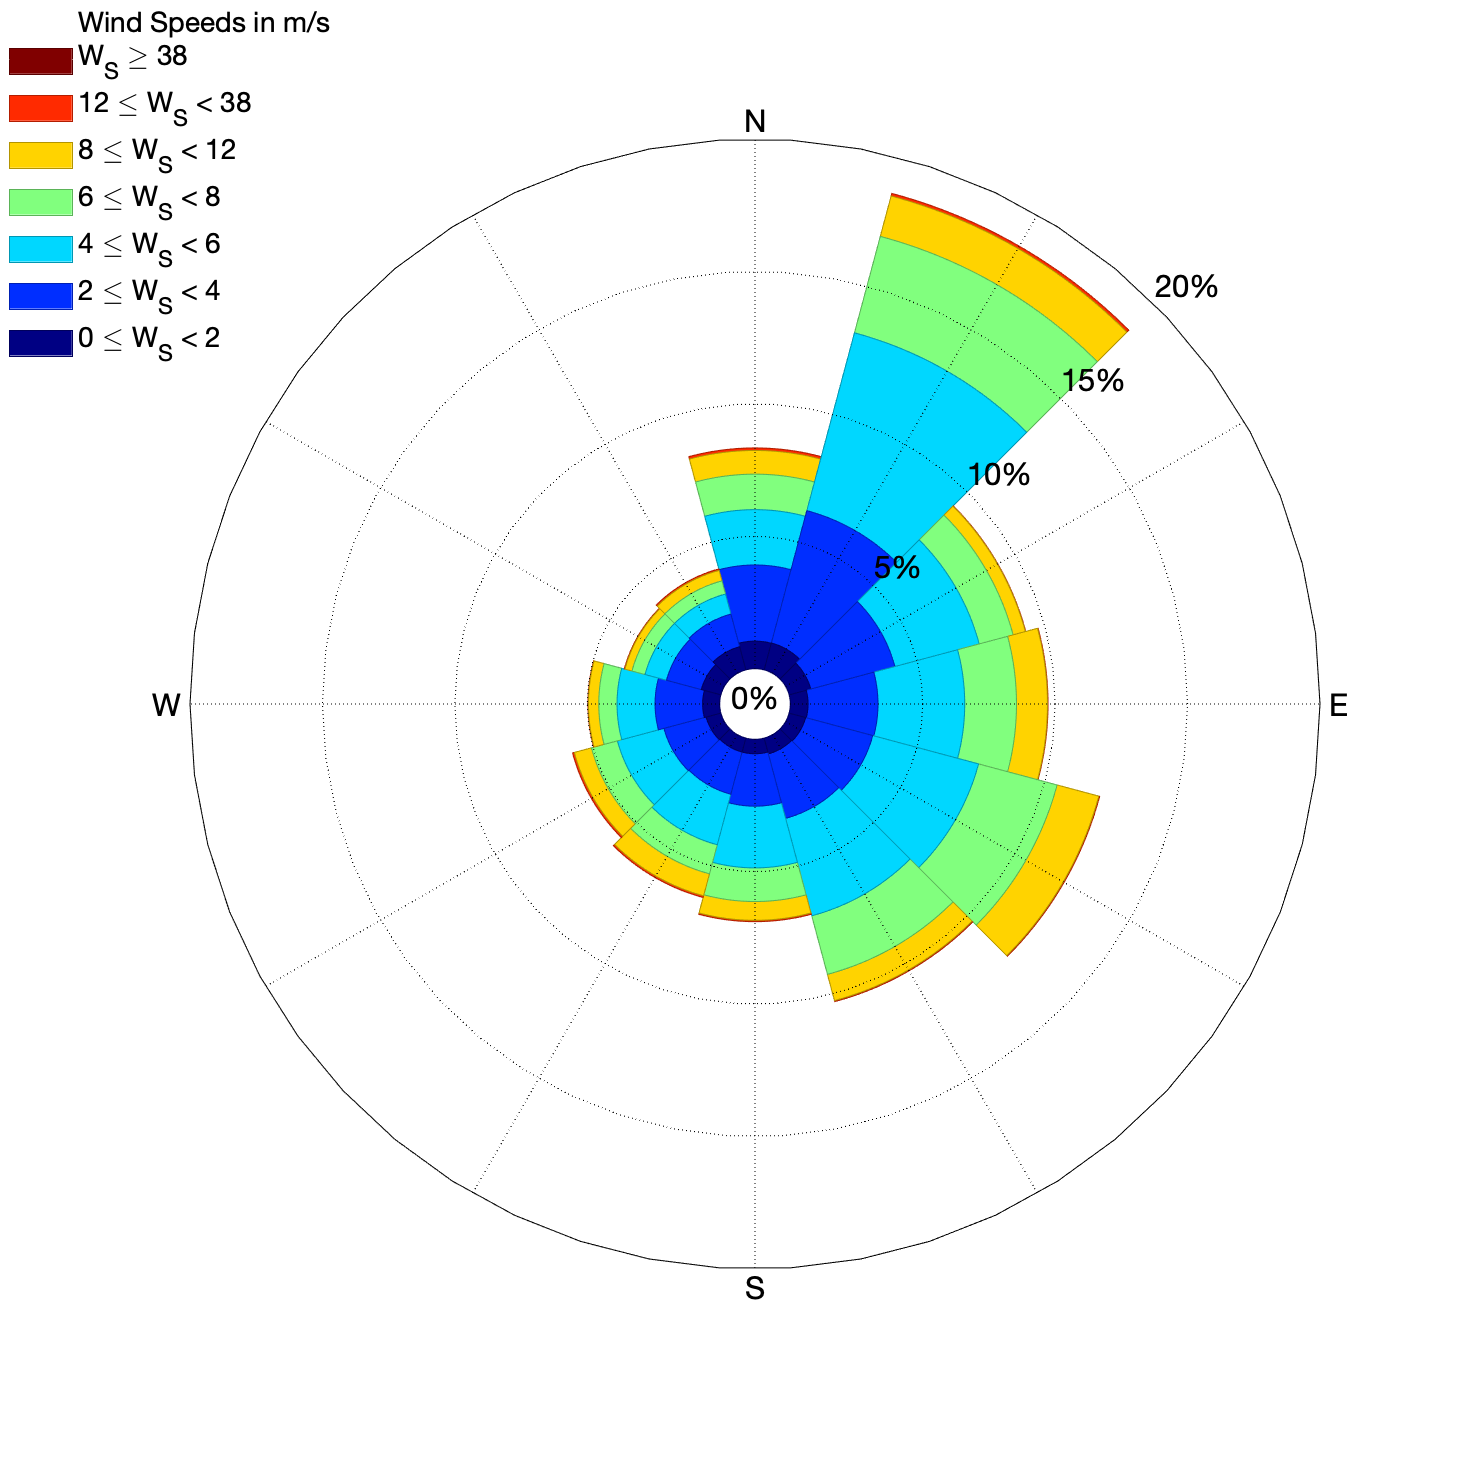 Wind Speeds in m/s
W_S ≥ 38
12 ≤ W_S < 38
8 ≤ W_S < 12
6 ≤ W_S < 8
4 ≤ W_S < 6
2 ≤ W_S < 4
0 ≤ W_S < 2
N
20%
15%
10%
5%
0%
W
E
S